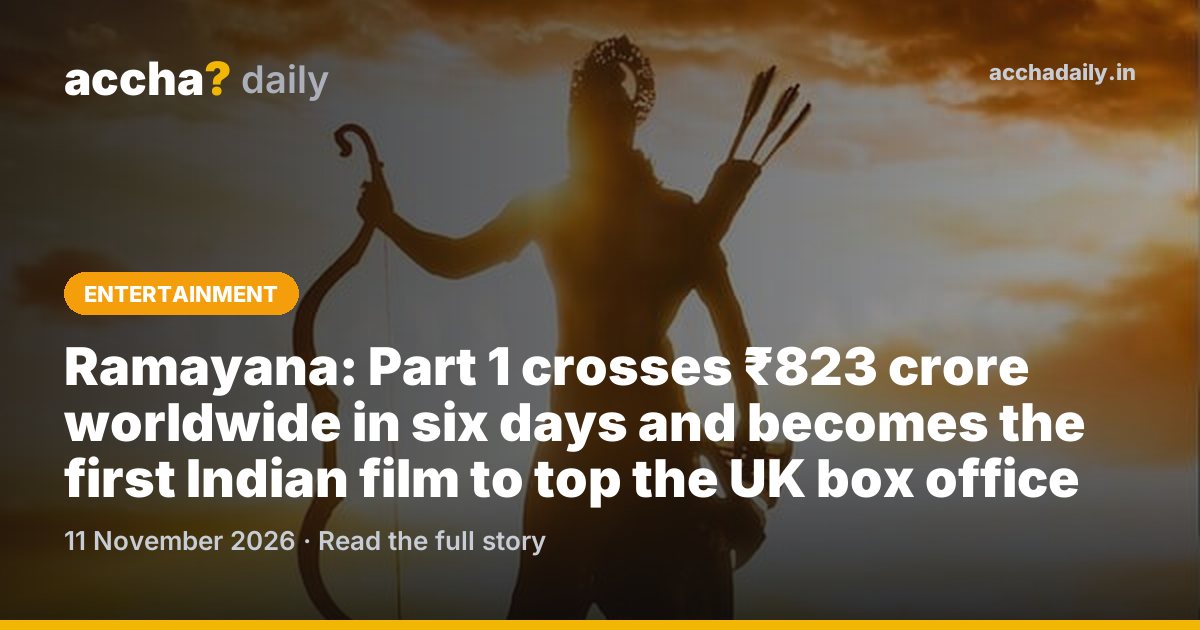 accha? daily
acchadaily.in
ENTERTAINMENT
Ramayana: Part 1 crosses ₹823 crore
worldwide in six days and becomes the
first Indian film to top the UK box office
11 November 2026 · Read the full story